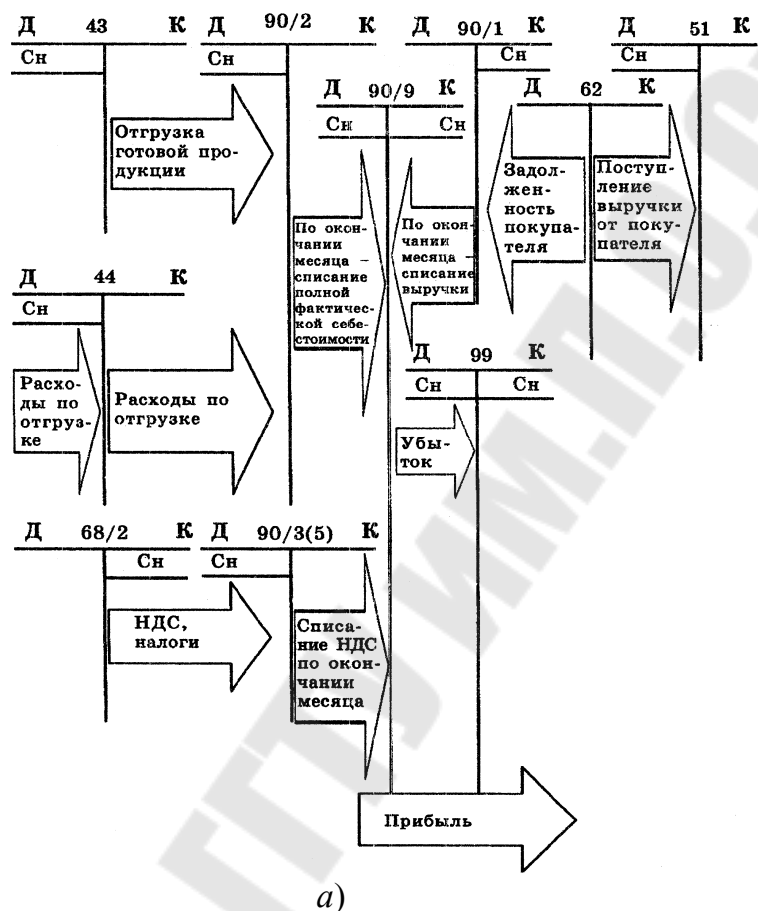 Д 43 К
Сн
Д 90/2 К
Сн
Д 90/1 К
Сн
Д 51 К
Сн
Д 90/9 К
Сн Сн
Д 62 К
Отгрузка
готовой про-
дукции
По окон-
чании
месяца –
списание
полной
фактичес-
кой себе-
стоимости
По окон-
чании
месяца –
списание
выручки
Задол-
жен-
ность
покупа-
теля
Поступ-
ление
выручки
от поку-
пателя
Д 44 К
Сн
Расхо-
ды по
отгруз-
ке
Расходы по
отгрузке
Д 99 К
Сн Сн
Убы-
ток
Д 68/2 К
Сн
Д 90/3(5) К
Сн
НДС,
налоги
Списа-
ние НДС
по окон-
чании
месяца
Прибыль
а)